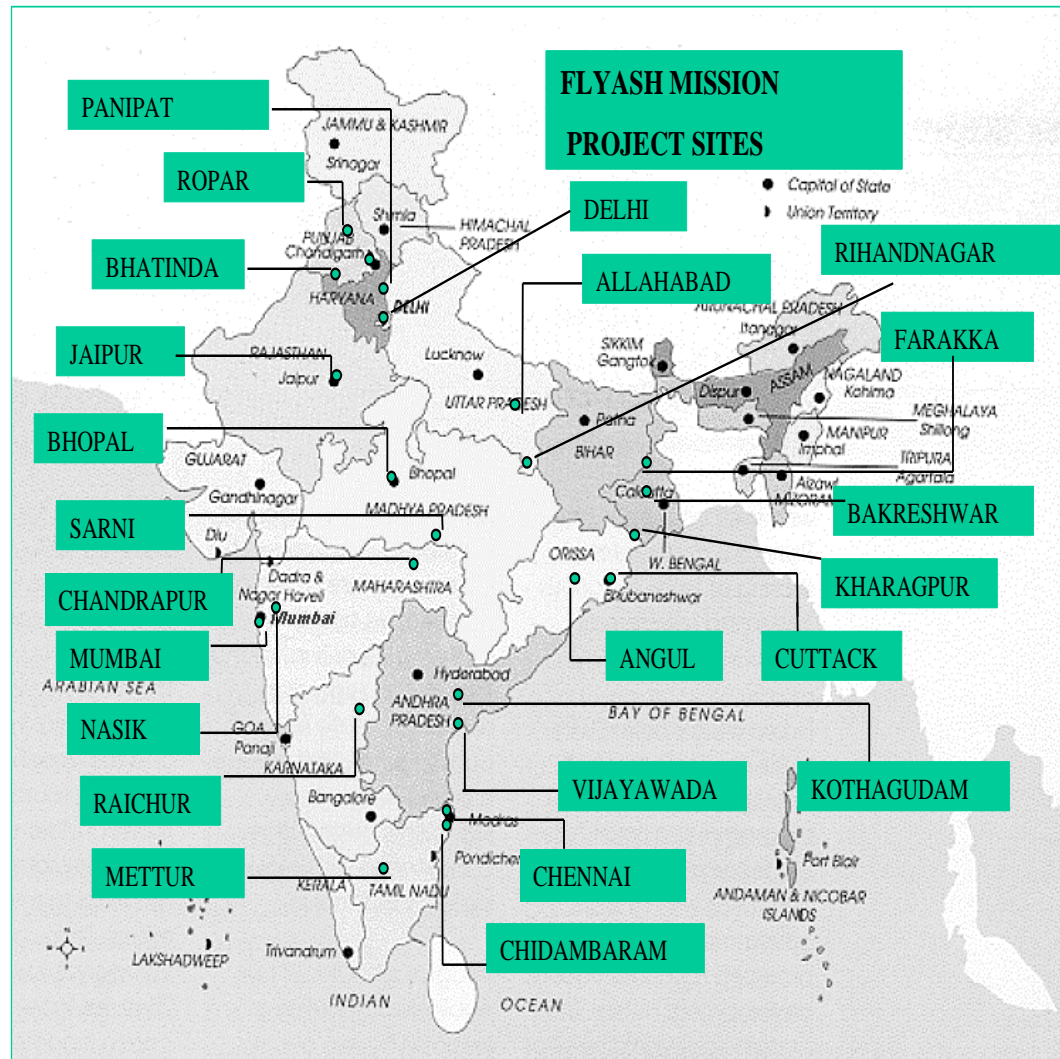 FLYASH MISSION
PROJECT SITES
PANIPAT
JAMMU & KASHMIR
Srinagar
Capital of State
Union Territory
ROPAR
DELHI
Shimla
HIMACHAL
PRADESH
PUNJAB
Chandigarh
RIHANDNAGAR
BHATINDA
HARYANA
DELHI
ALLAHABAD
ARUNACHAL PRADESH
Itanagar
SIKKIM
Gangtok
FARAKKA
JAIPUR
RAJASTHAN
Jaipur
Lucknow
UTTAR PRADESH
Dispur
ASSAM
NAGALAND
Kohima
MEGHALAYA
Shillong
Patna
BIHAR
MANIPUR
Imphal
TRIPURA
Agartala
Aizawl
MIZORAM
BHOPAL
GUJARAT
Gandhinagar
Bhopal
MADHYA PRADESH
Calcutta
BAKRESHWAR
SARNI
Diu
Dadra &
Nagar Haveli
MAHARASHTRA
ORISSA
W. BENGAL
Bhubaneshwar
KHARAGPUR
CHANDRAPUR
Mumbai
MUMBAI
ANGUL
CUTTACK
ARABIAN SEA
Hyderabad
ANDHRA
PRADESH
BAY OF BENGAL
NASIK
GOA
Panaji
KARNATAKA
RAICHUR
VIJAYAWADA
KOTHAGUDAM
Bangalore
Madras
METTUR
KERALA
TAMIL NADU
CHENNAI
Port Blair
ANDAMAN & NICOBAR
ISLANDS
CHIDAMBARAM
Trivandrum
LAKSHADWEEP
INDIAN
OCEAN